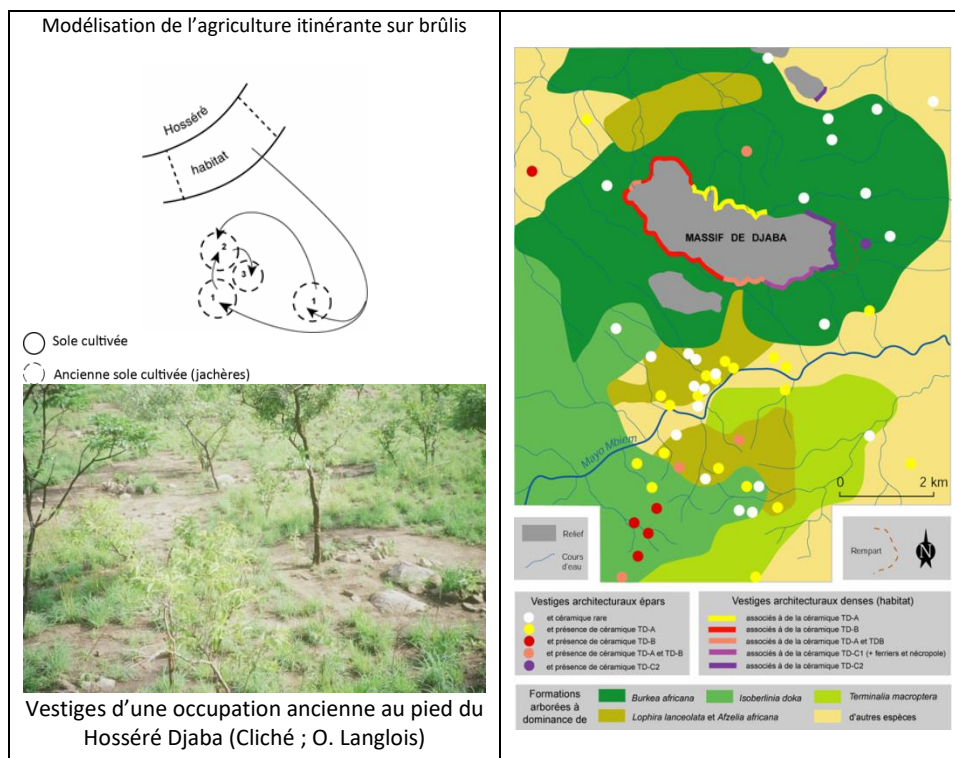 Modélisation de l’agriculture itinérante sur brûlis
Hosséré
habitat
2
3
1
1
Sole cultivée
Ancienne sole cultivée (jachères)
Vestiges d’une occupation ancienne au pied du
Hosséré Djaba (Cliché ; O. Langlois)
MASSIF DE DJABA
Mayo Mbiem
0 2 km
Relief
Cours
d'eau
Rempart
N
Vestiges architecturaux épars
et céramique rare
et présence de céramique TD-A
et présence de céramique TD-B
et présence de céramique TD-A et TD-B
et présence de céramique TD-C2
Vestiges architecturaux denses (habitat)
associés à de la céramique TD-A
associés à de la céramique TD-B
associés à de la céramique TD-A et TDB
associés à de la céramique TD-C1 (+ ferriers et nécropole)
associés à de la céramique TD-C2
Formations
arborées à
dominance de
Burkea africana
Isoberlinia doka
Terminalia macroptera
Lophira lanceolata et Afzelia africana
d'autres espèces